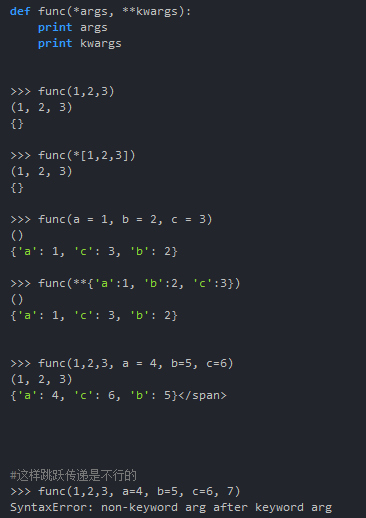 def func(*args, **kwargs):
    print args
    print kwargs
>>> func(1,2,3)
(1, 2, 3)
{}
>>> func(*[1,2,3])
(1, 2, 3)
{}
>>> func(a = 1, b = 2, c = 3)
()
{'a': 1, 'c': 3, 'b': 2}
>>> func(**{'a':1, 'b':2, 'c':3})
()
{'a': 1, 'c': 3, 'b': 2}
>>> func(1,2,3, a = 4, b=5, c=6)
(1, 2, 3)
{'a': 4, 'c': 6, 'b': 5}</span>
#这样跳跃传递是不行的
>>> func(1,2,3, a=4, b=5, c=6, 7)
SyntaxError: non-keyword arg after keyword arg